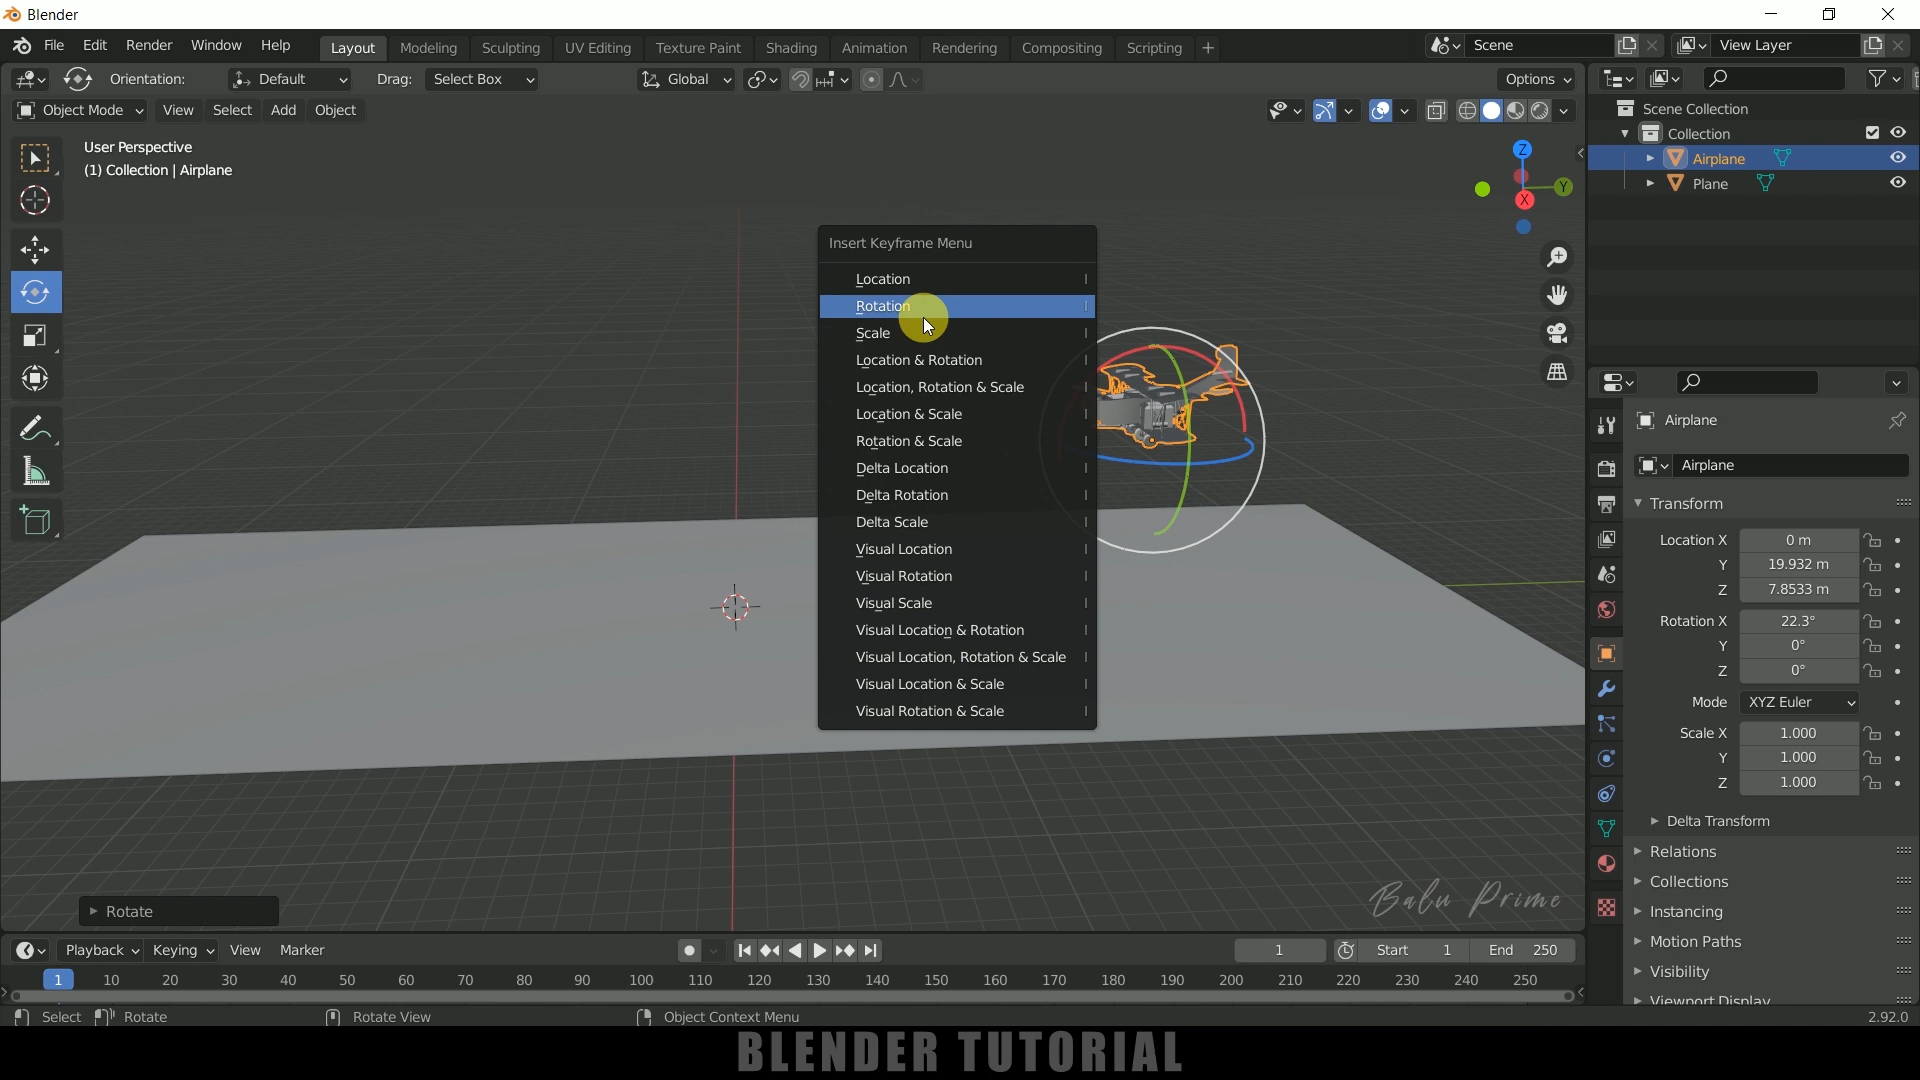 Blender
File Edit Render Window Help Layout Modeling Sculpting UV Editing Texture Paint Shading Animation Rendering Compositing Scripting + Scene View Layer
Orientation: Default Drag: Select Box Global Options
Object Mode View Select Add Object
User Perspective
(1) Collection | Airplane
Z
Y
X
Scene Collection
Collection
Airplane
Plane
Insert Keyframe Menu
Location I
Rotation I
Scale I
Location & Rotation I
Location, Rotation & Scale I
Location & Scale I
Rotation & Scale I
Delta Location I
Delta Rotation I
Delta Scale I
Visual Location I
Visual Rotation I
Visual Scale I
Visual Location & Rotation I
Visual Location, Rotation & Scale I
Visual Location & Scale I
Visual Rotation & Scale I
Airplane
Airplane
Transform
Location X 0 m
Y 19.932 m
Z 7.8533 m
Rotation X 22.3°
Y 0°
Z 0°
Mode XYZ Euler
Scale X 1.000
Y 1.000
Z 1.000
Delta Transform
Relations
Collections
Instancing
Motion Paths
Visibility
Viewport Display
Balu Prime
Rotate
Playback Keying View Marker 1 Start 1 End 250
1 10 20 30 40 50 60 70 80 90 100 110 120 130 140 150 160 170 180 190 200 210 220 230 240 250
Select Rotate Rotate View Object Context Menu 2.92.0
BLENDER TUTORIAL